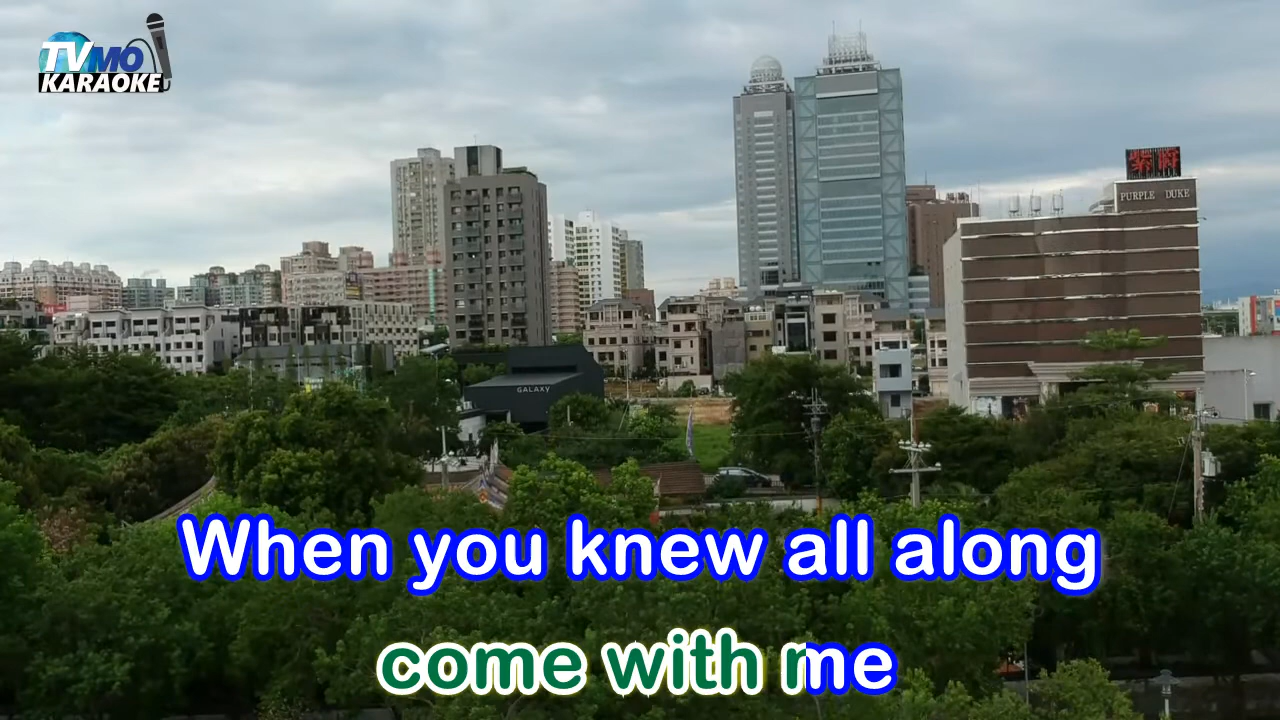 TVMO
KARAOKE
PURPLE DUKE
GALAXY
When you knew all along
come with me